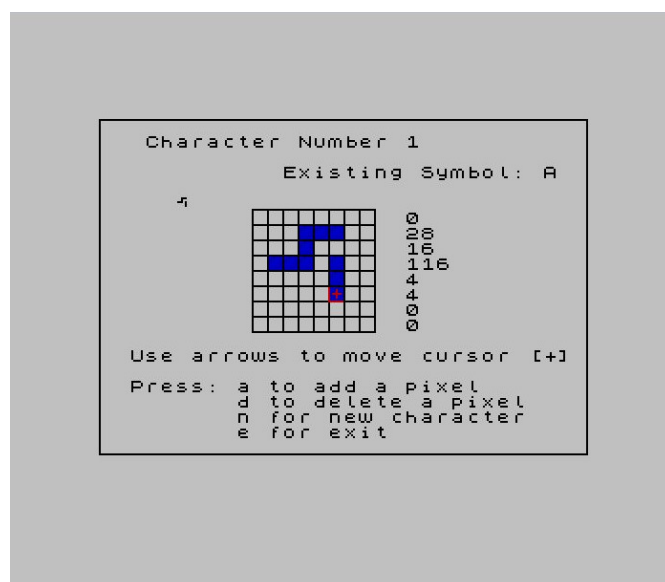 Character Number 1
Existing Symbol: A
0
28
16
116
4
4
0
0
Use arrows to move cursor [+]
Press: a to add a pixel
d to delete a pixel
n for new character
e for exit